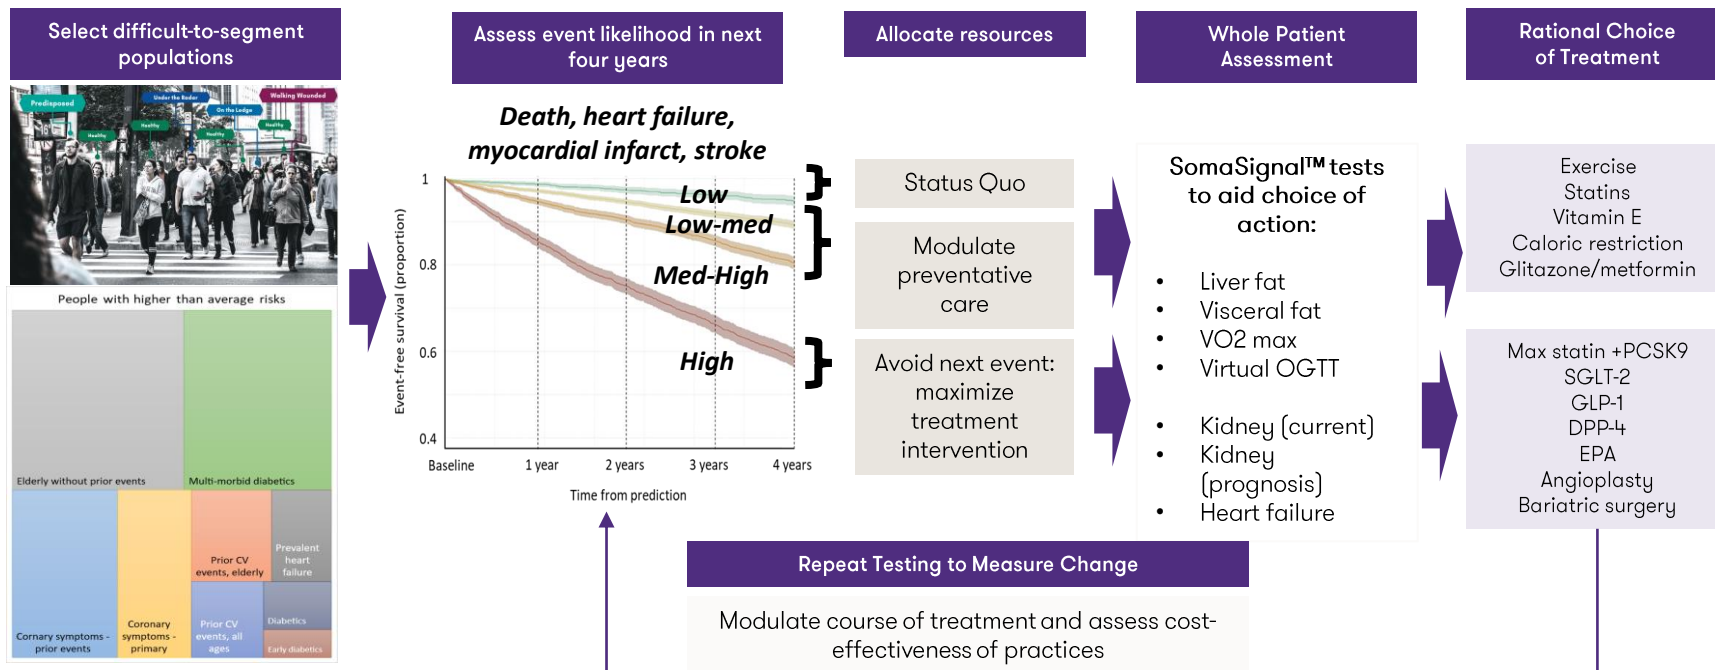 Select difficult-to-segment
populations
Predisposed
Under the Radar
Walking Wounded
On the Ledge
Healthy
Healthy
Healthy
Healthy
People with higher than average risks
Elderly without prior events
Multi-morbid diabetics
Cornary symptoms -
prior events
Coronary
symptoms -
primary
Prior CV
events, elderly
Prevalent
heart
failure
Prior CV
events, all
ages
Diabetics
Early diabetics
Assess event likelihood in next
four years
Death, heart failure,
myocardial infarct, stroke
Event-free survival (proportion)
1
0.8
0.6
0.4
Low
Low-med
Med-High
High
Baseline
1 year
2 years
3 years
4 years
Time from prediction
Allocate resources
Status Quo
Modulate
preventative
care
Avoid next event:
maximize
treatment
intervention
Whole Patient
Assessment
SomaSignal™ tests
to aid choice of
action:
• Liver fat
• Visceral fat
• VO2 max
• Virtual OGTT
• Kidney (current)
• Kidney
(prognosis)
• Heart failure
Rational Choice
of Treatment
Exercise
Statins
Vitamin E
Caloric restriction
Glitazone/metformin
Max statin +PCSK9
SGLT-2
GLP-1
DPP-4
EPA
Angioplasty
Bariatric surgery
Repeat Testing to Measure Change
Modulate course of treatment and assess cost-
effectiveness of practices